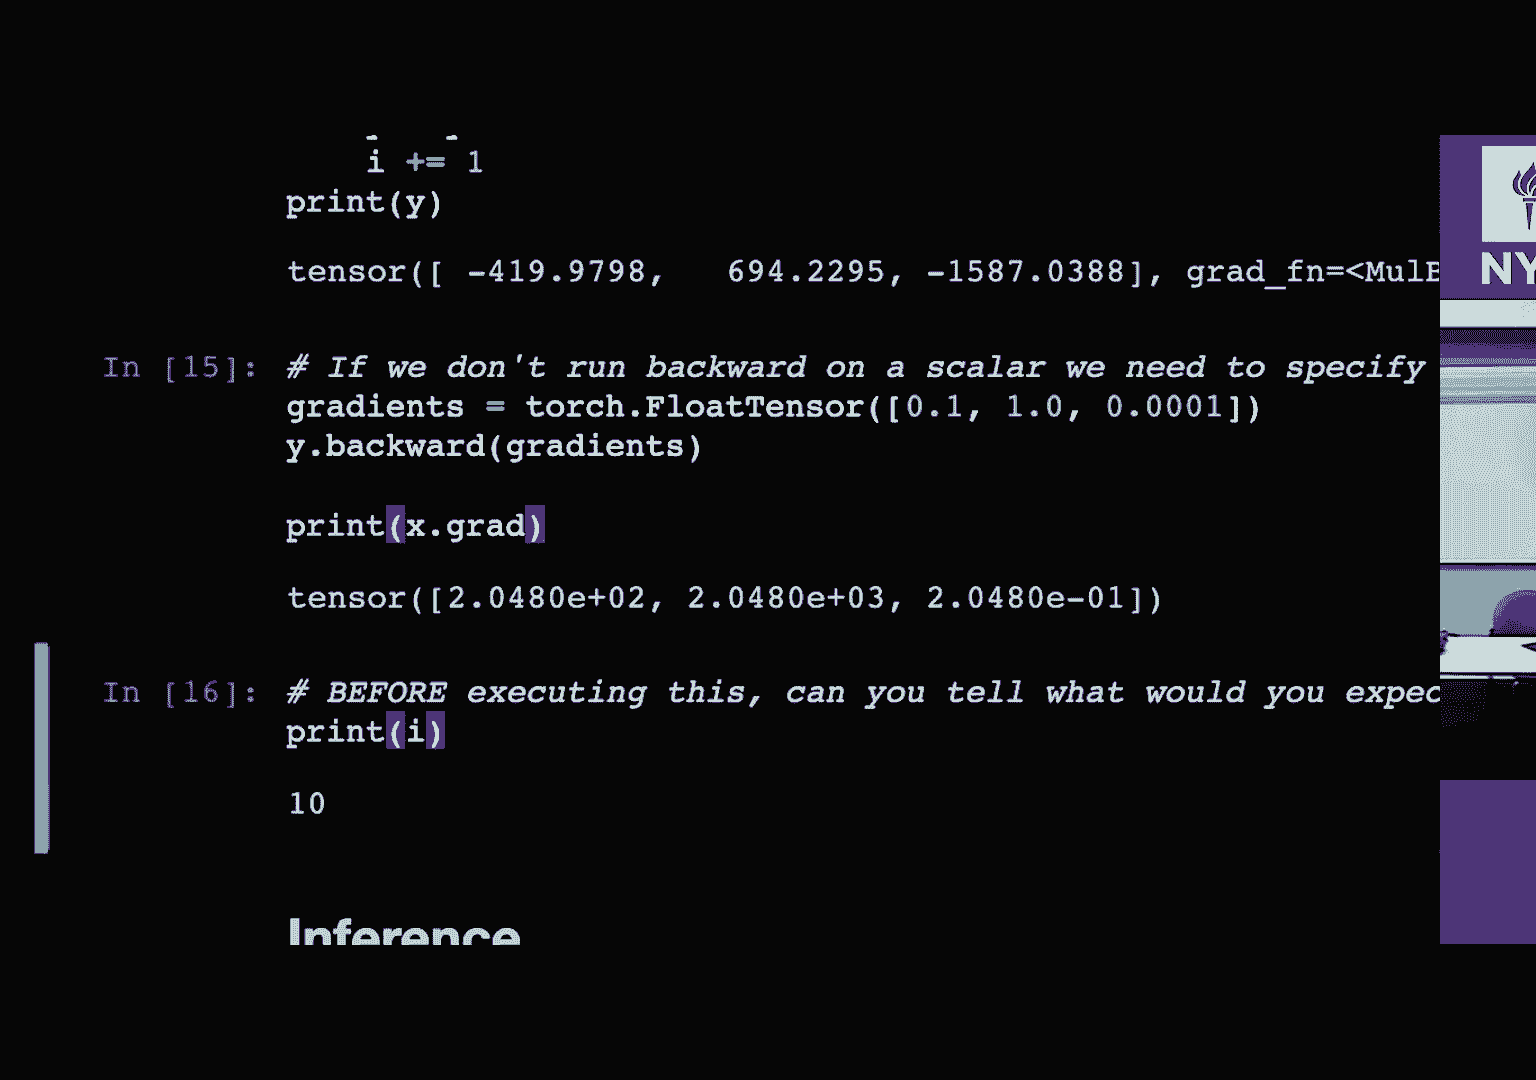 i += 1
print(y)
tensor([ -419.9798,   694.2295, -1587.0388], grad_fn=<MulB
In [15]: # If we don't run backward on a scalar we need to specify
gradients = torch.FloatTensor([0.1, 1.0, 0.0001])
y.backward(gradients)
print(x.grad)
tensor([2.0480e+02, 2.0480e+03, 2.0480e-01])
In [16]: # BEFORE executing this, can you tell what would you expec
print(i)
10
Inference
NY